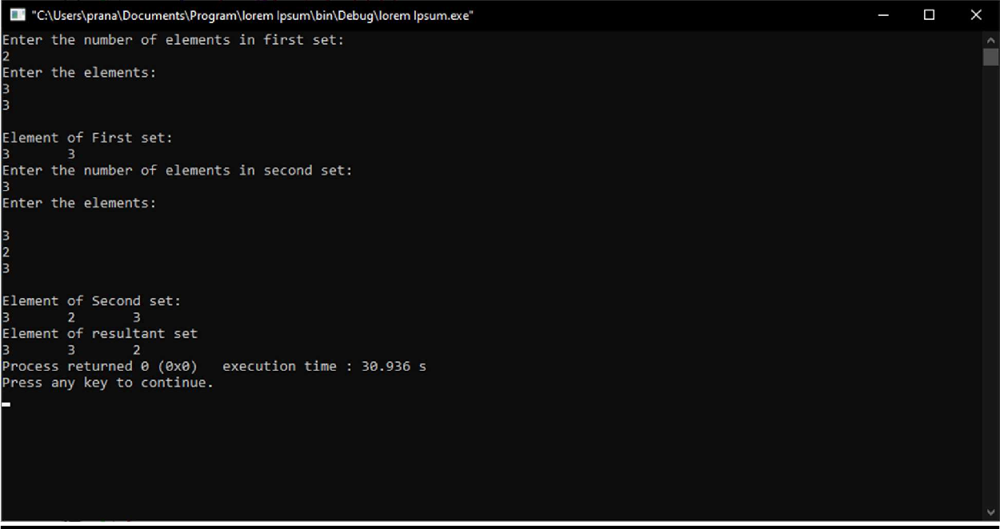 "C:\Users\prana\Documents\Program\lorem Ipsum\bin\Debug\lorem Ipsum.exe"
Enter the number of elements in first set:
2
Enter the elements:
3
3
Element of First set:
3 3
Enter the number of elements in second set:
3
Enter the elements:
3
2
3
Element of Second set:
3 2 3
Element of resultant set
3 3 2
Process returned 0 (0x0) execution time : 30.936 s
Press any key to continue.